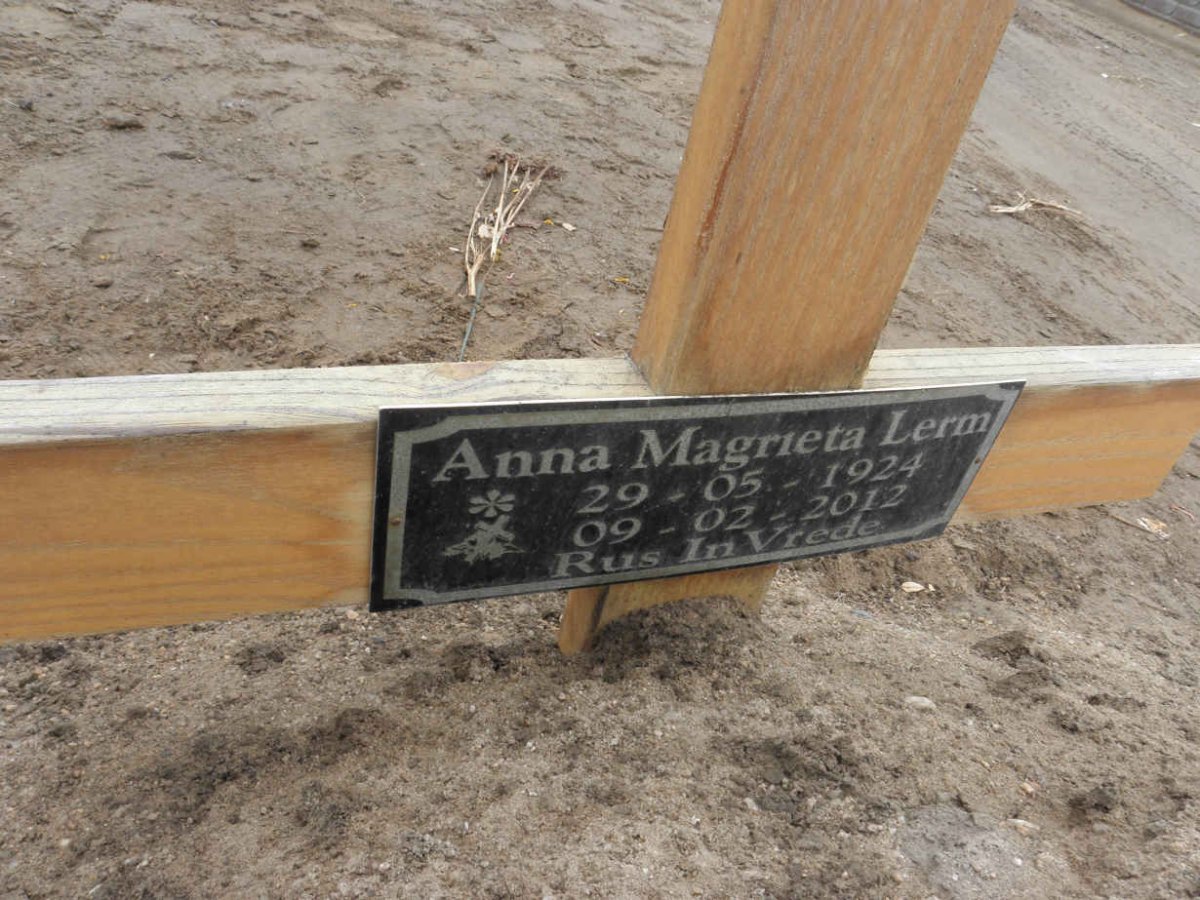 Anna Magrieta Lerm
29 - 05 - 1924
09 - 02 - 2012
Rus In Vrede